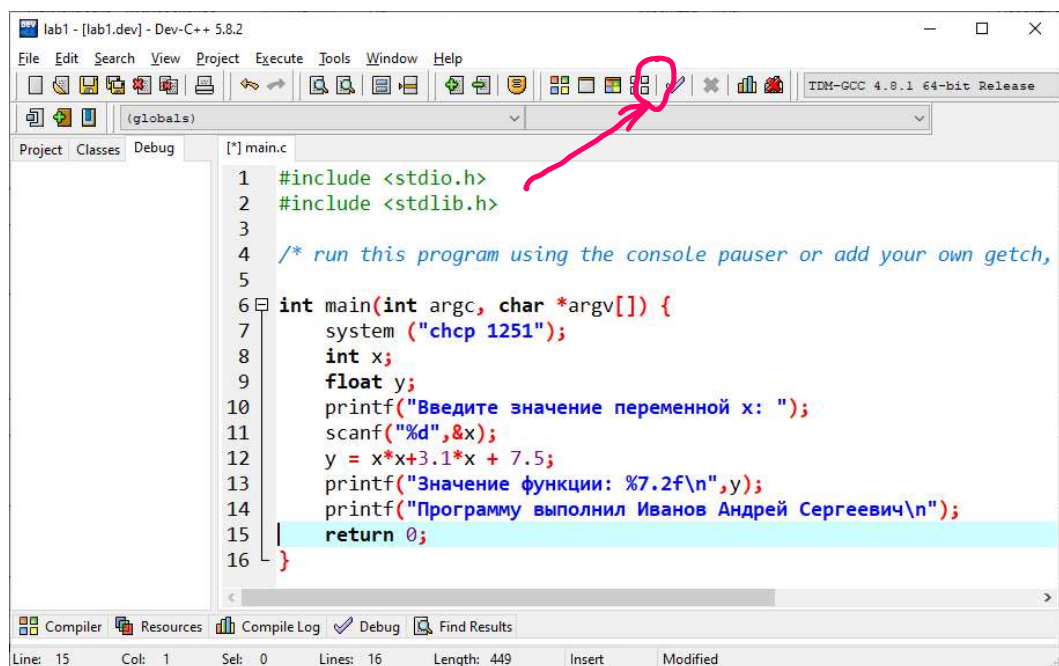 lab1 - [lab1.dev] - Dev-C++ 5.8.2
File Edit Search View Project Execute Tools Window Help
TDM-GCC 4.8.1 64-bit Release
(globals)
Project Classes Debug [*] main.c
1 #include <stdio.h>
2 #include <stdlib.h>
3
4 /* run this program using the console pauser or add your own getch,
5
6 int main(int argc, char *argv[]) {
7 system ("chcp 1251");
8 int x;
9 float y;
10 printf("Введите значение переменной x: ");
11 scanf("%d",&x);
12 y = x*x+3.1*x + 7.5;
13 printf("Значение функции: %7.2f\n",y);
14 printf("Программу выполнил Иванов Андрей Сергеевич\n");
15 return 0;
16 }
Compiler Resources Compile Log Debug Find Results
Line: 15 Col: 1 Sel: 0 Lines: 16 Length: 449 Insert Modified